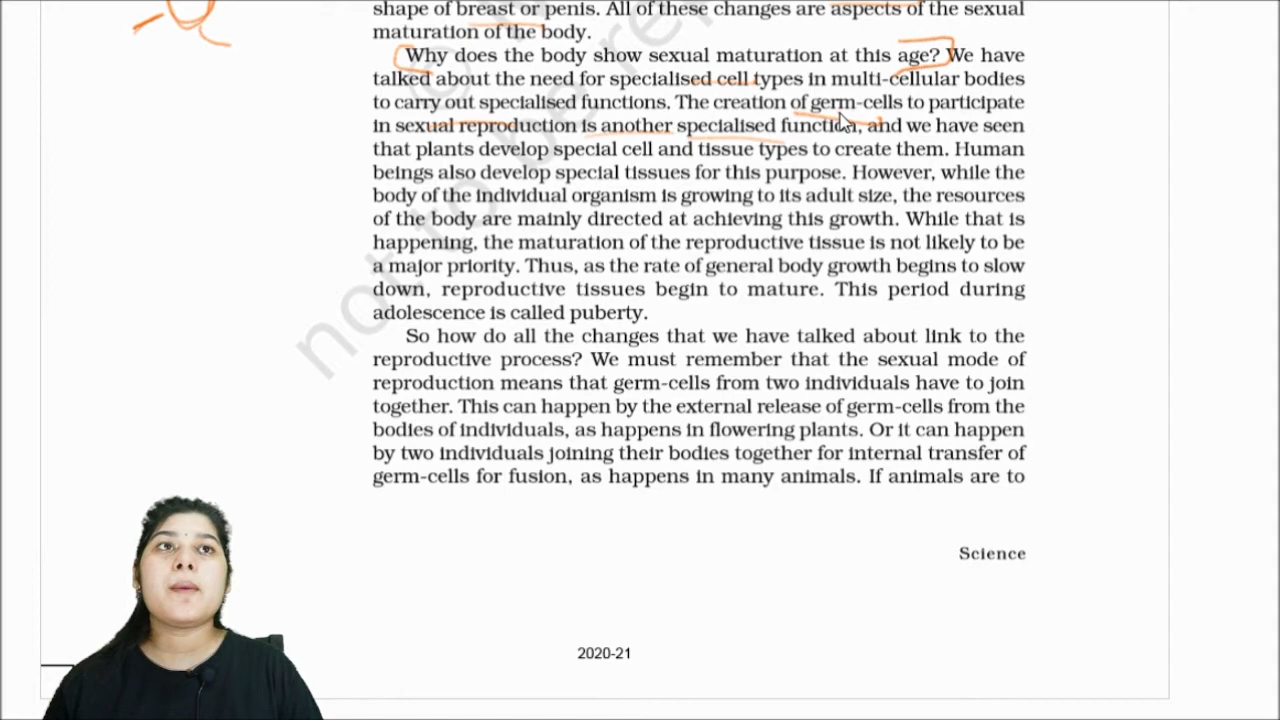 shape of breast or penis. All of these changes are aspects of the sexual
maturation of the body.
Why does the body show sexual maturation at this age? We have
talked about the need for specialised cell types in multi-cellular bodies
to carry out specialised functions. The creation of germ-cells to participate
in sexual reproduction is another specialised function, and we have seen
that plants develop special cell and tissue types to create them. Human
beings also develop special tissues for this purpose. However, while the
body of the individual organism is growing to its adult size, the resources
of the body are mainly directed at achieving this growth. While that is
happening, the maturation of the reproductive tissue is not likely to be
a major priority. Thus, as the rate of general body growth begins to slow
down, reproductive tissues begin to mature. This period during
adolescence is called puberty.
So how do all the changes that we have talked about link to the
reproductive process? We must remember that the sexual mode of
reproduction means that germ-cells from two individuals have to join
together. This can happen by the external release of germ-cells from the
bodies of individuals, as happens in flowering plants. Or it can happen
by two individuals joining their bodies together for internal transfer of
germ-cells for fusion, as happens in many animals. If animals are to
Science
2020-21
not to be re
©